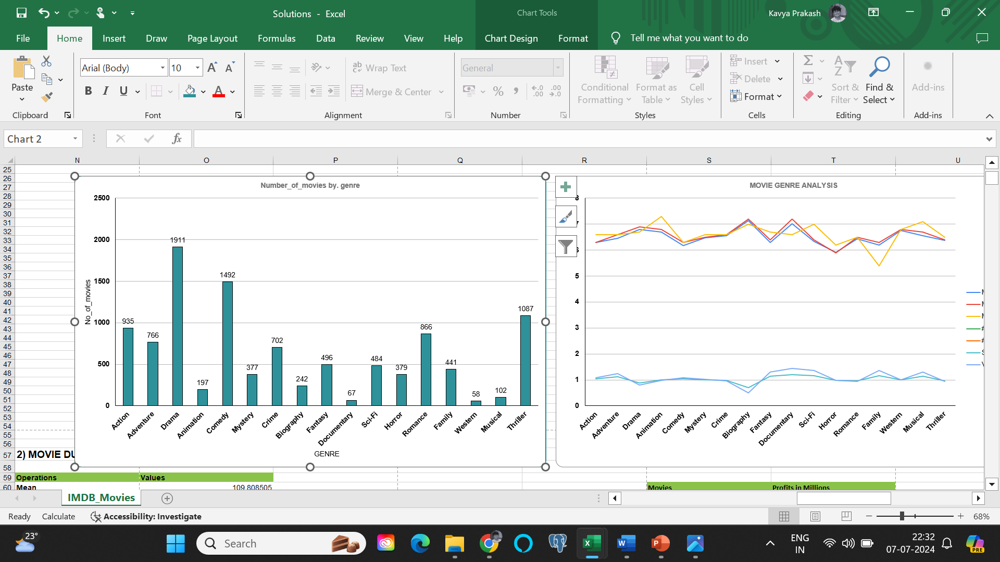 Solutions - Excel
Chart Tools
Kavya Prakash
File Home Insert Draw Page Layout Formulas Data Review View Help Chart Design Format Tell me what you want to do
Paste
Clipboard
Arial (Body) 10
A A
B I U A
Font
ab Wrap Text
Merge & Center
Alignment
General
% ,
Number
Conditional Formatting
Format as Table
Cell Styles
Styles
Insert
Delete
Format
Cells
Sort & Filter
Find & Select
Editing
Add-ins
Add-ins
Chart 2
fx
N O P Q R S T U
25
26
27
28
29
30
31
32
33
34
35
36
37
38
39
40
41
42
43
44
45
46
47
48
49
50
51
52
53
54
55
56
57
58
59
60
Number_of_movies by. genre
No_of_movies
2500
2000
1500
1000
500
0
935 766 1911 197 1492 377 702 242 496 67 484 379 866 441 58 102 1087
Action Adventure Drama Animation Comedy Mystery Crime Biography Fantasy Documentary Sci-Fi Horror Romance Family Western Musical Thriller
GENRE
MOVIE GENRE ANALYSIS
8
7
6
5
4
3
2
1
0
Action Adventure Drama Animation Comedy Mystery Crime Biography Fantasy Documentary Sci-Fi Horror Romance Family Western Musical Thriller
2) MOVIE DU
Operations Values
Mean 109.808505
Movies Profits in Millions
IMDB_Movies
Ready Calculate Accessibility: Investigate
68%
23°
Search
ENG
IN
22:32
07-07-2024
PRE